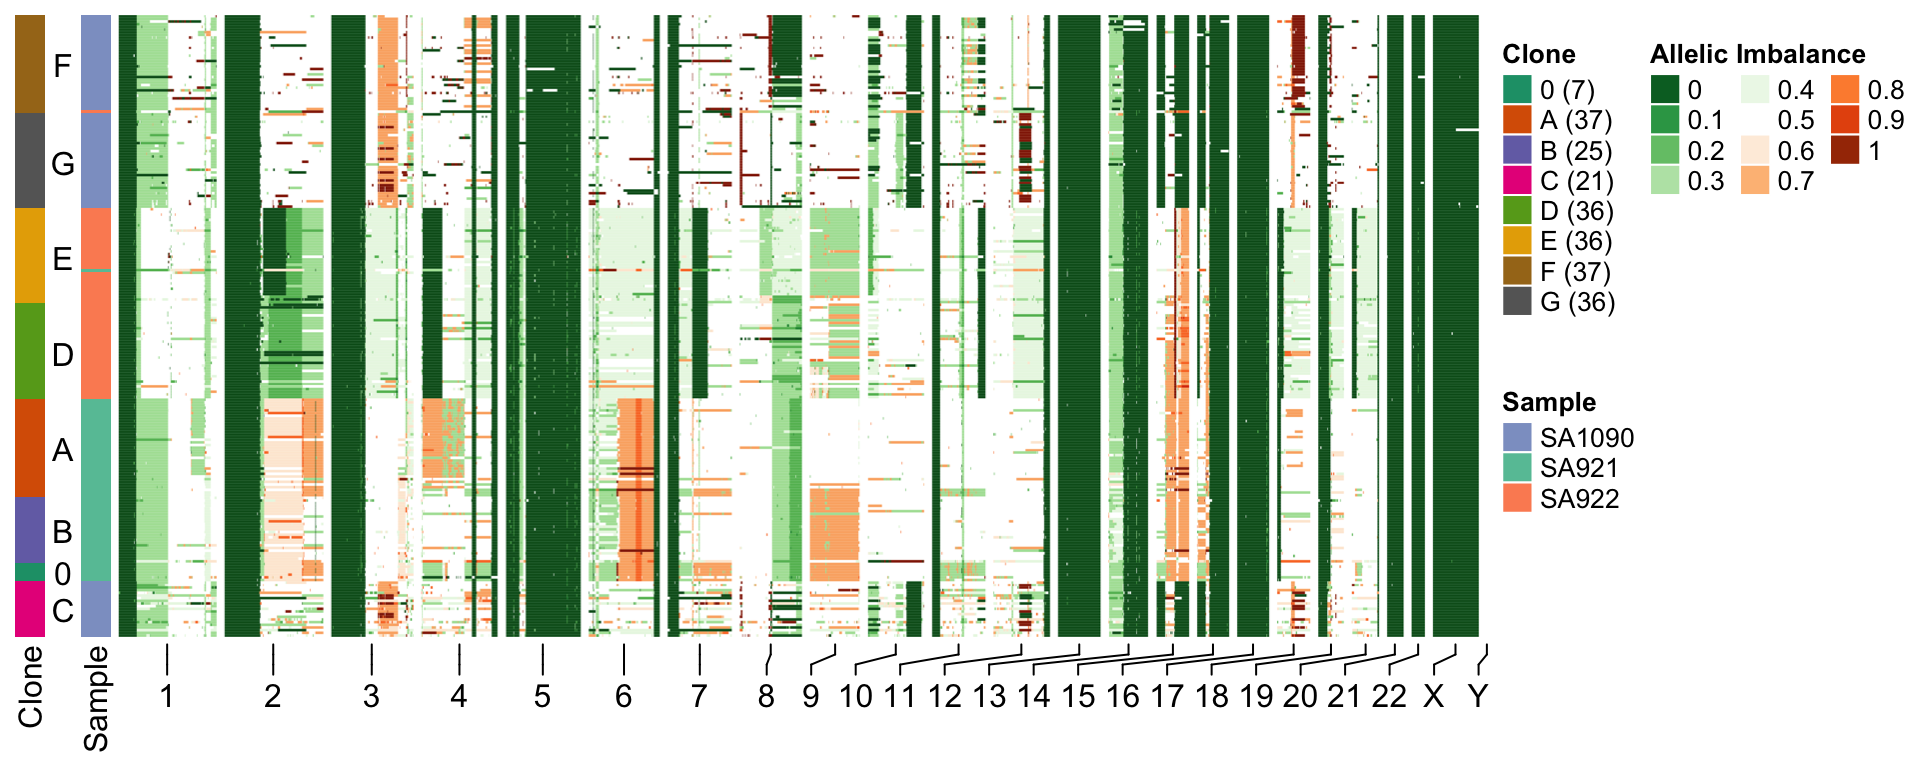 F
G
E
D
A
B
0
C
Clone
Sample
1 2 3 4 5 6 7 8 9 10 11 12 13 14 15 16 17 18 19 20 21 22 X Y
Clone
0 (7)
A (37)
B (25)
C (21)
D (36)
E (36)
F (37)
G (36)
Allelic Imbalance
0 0.4 0.8
0.1 0.5 0.9
0.2 0.6 1
0.3 0.7
Sample
SA1090
SA921
SA922